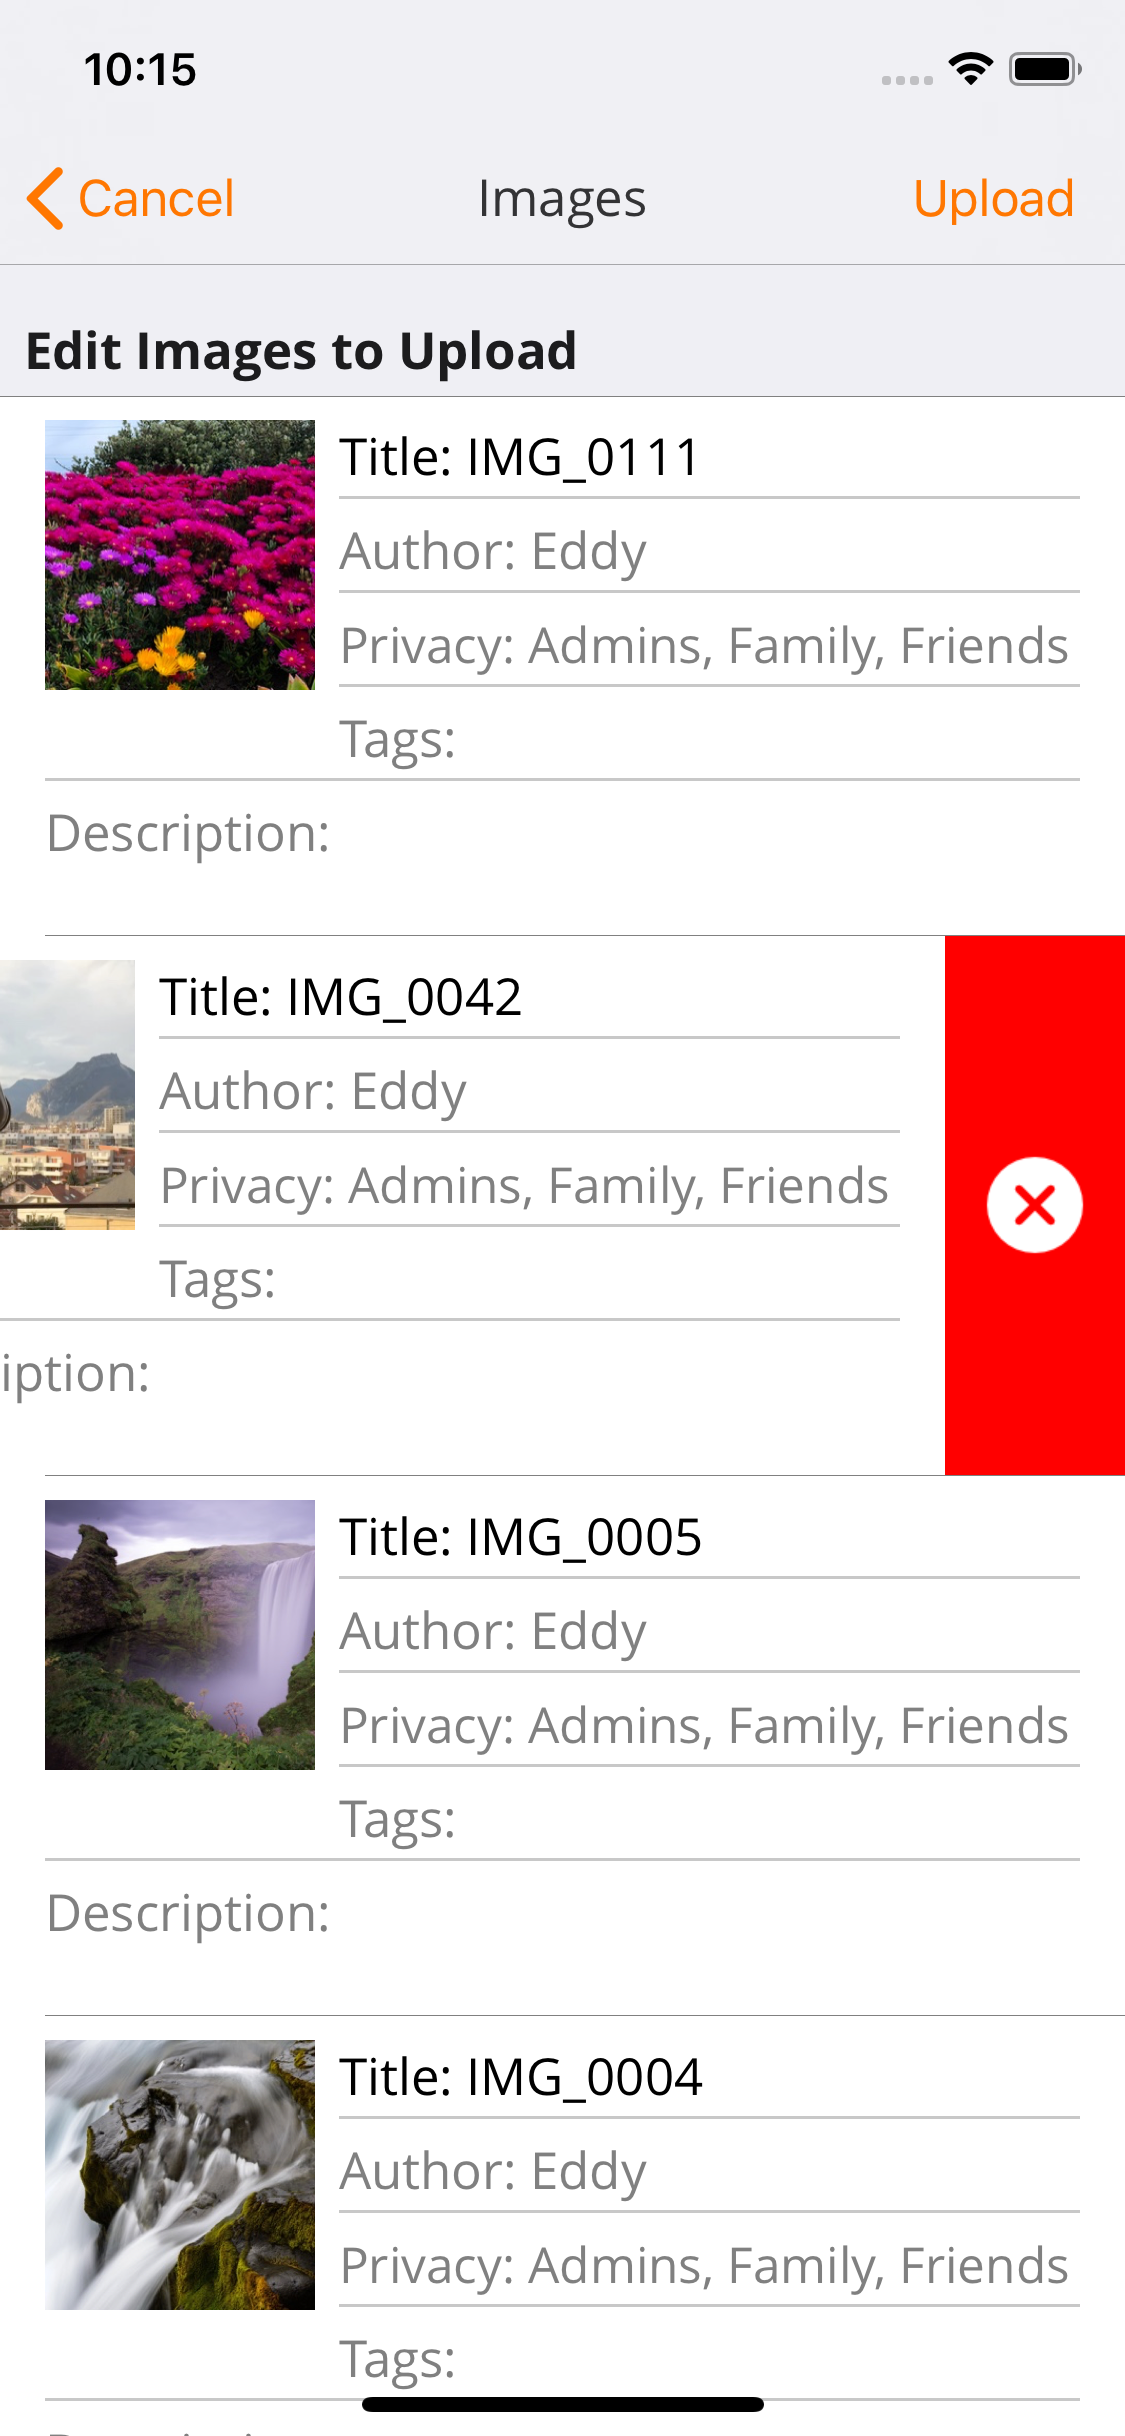 10:15
Cancel Images Upload
Edit Images to Upload
Title: IMG_0111
Author: Eddy
Privacy: Admins, Family, Friends
Tags:
Description:
Title: IMG_0042
Author: Eddy
Privacy: Admins, Family, Friends
Tags:
iption:
Title: IMG_0005
Author: Eddy
Privacy: Admins, Family, Friends
Tags:
Description:
Title: IMG_0004
Author: Eddy
Privacy: Admins, Family, Friends
Tags: